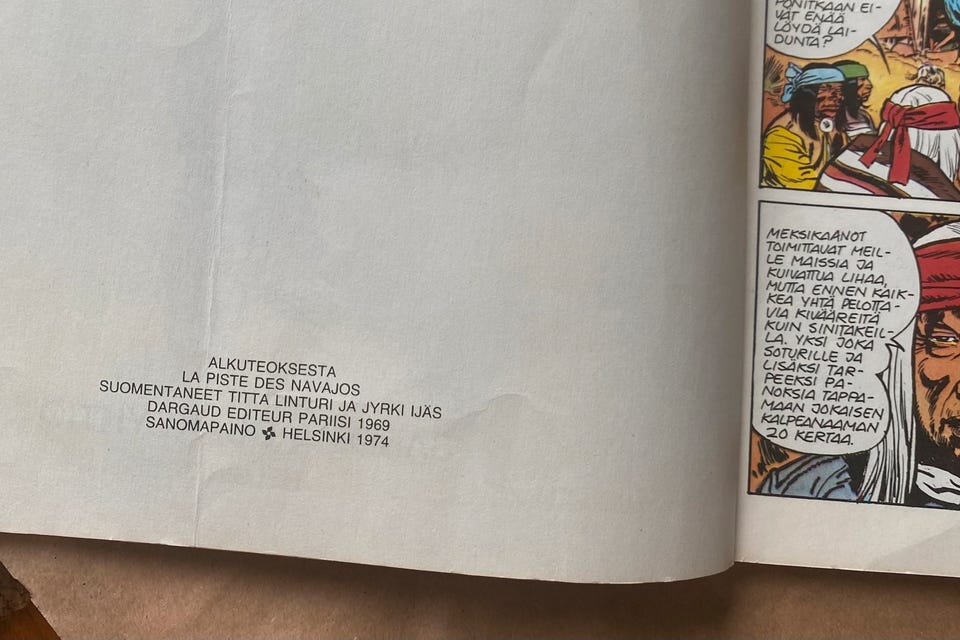 ALKUTEOKSESTA
LA PISTE DES NAVAJOS
SUOMENTANEET TITTA LINTURI JA JYRKI IJÄS
DARGAUD EDITEUR PARIISI 1969
SANOMAPAINO HELSINKI 1974
PONITKAAN EI-
VÄT ENÄÄ
LÖYDÄ LAI-
DUNTA?
MEKSIKAANOT
TOIMITTAVAT MEIL-
LE MAISSIA JA
KUIVATTUA LIHAA,
MUTTA ENNEN KAIK-
KEA YHTÄ PELOTTA-
VIA KIVÄÄREITÄ
KUIN SINITAKEIL-
LA. YKSI JOKA
SOTURILLE JA
LISÄKSI TAR-
PEEKSI PA-
NOKSIA TAPPA-
MAAN JOKAISEN
KALPEANAAMAN
20 KERTAA.